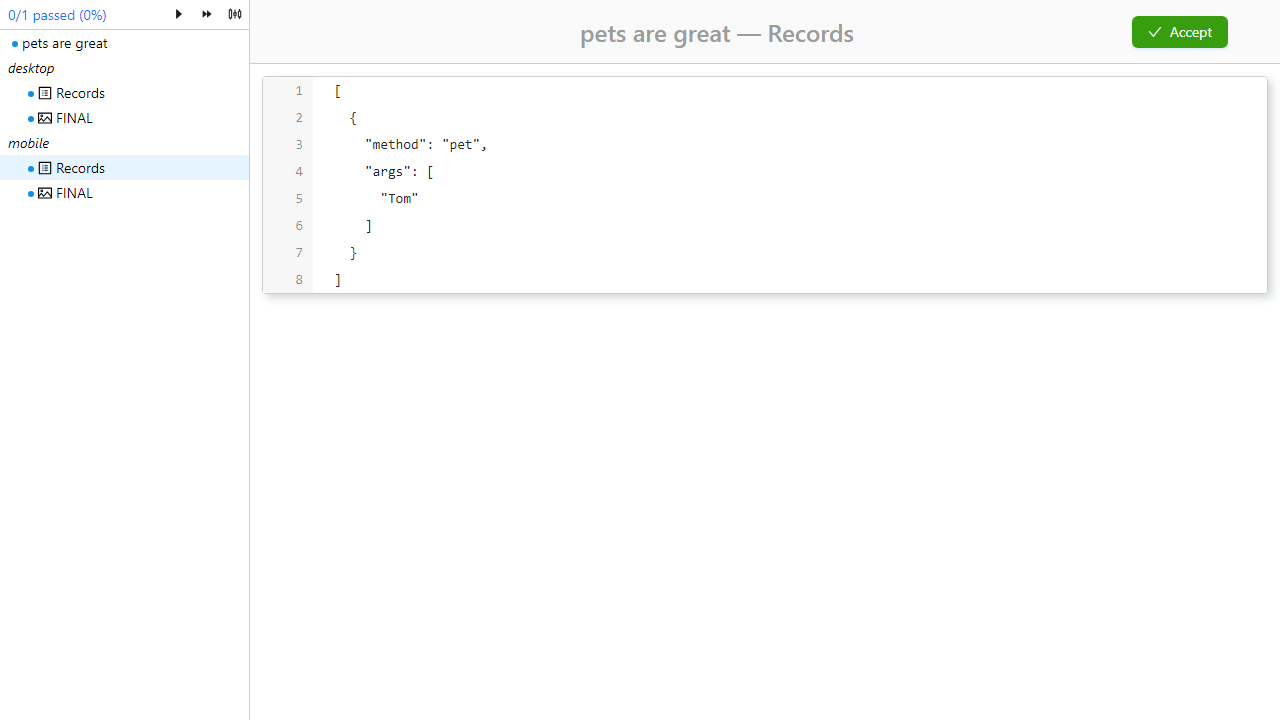 0/1 passed (0%)
pets are great
desktop
Records
FINAL
mobile
Records
FINAL
pets are great — Records
Accept
1 [
2 {
3 "method": "pet",
4 "args": [
5 "Tom"
6 ]
7 }
8 ]